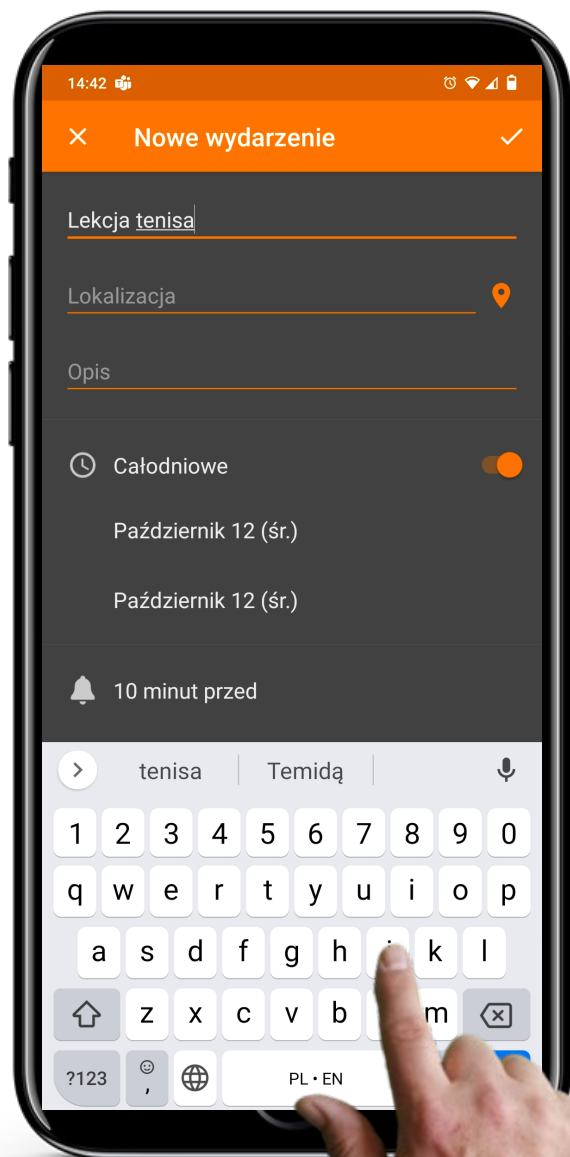 14:42
Nowe wydarzenie
Lekcja tenisa
Lokalizacja
Opis
Całodniowe
Październik 12 (śr.)
Październik 12 (śr.)
10 minut przed
tenisa Temidą
1 2 3 4 5 6 7 8 9 0
q w e r t y u i o p
a s d f g h k l
z x c v b m
?123 , PL • EN